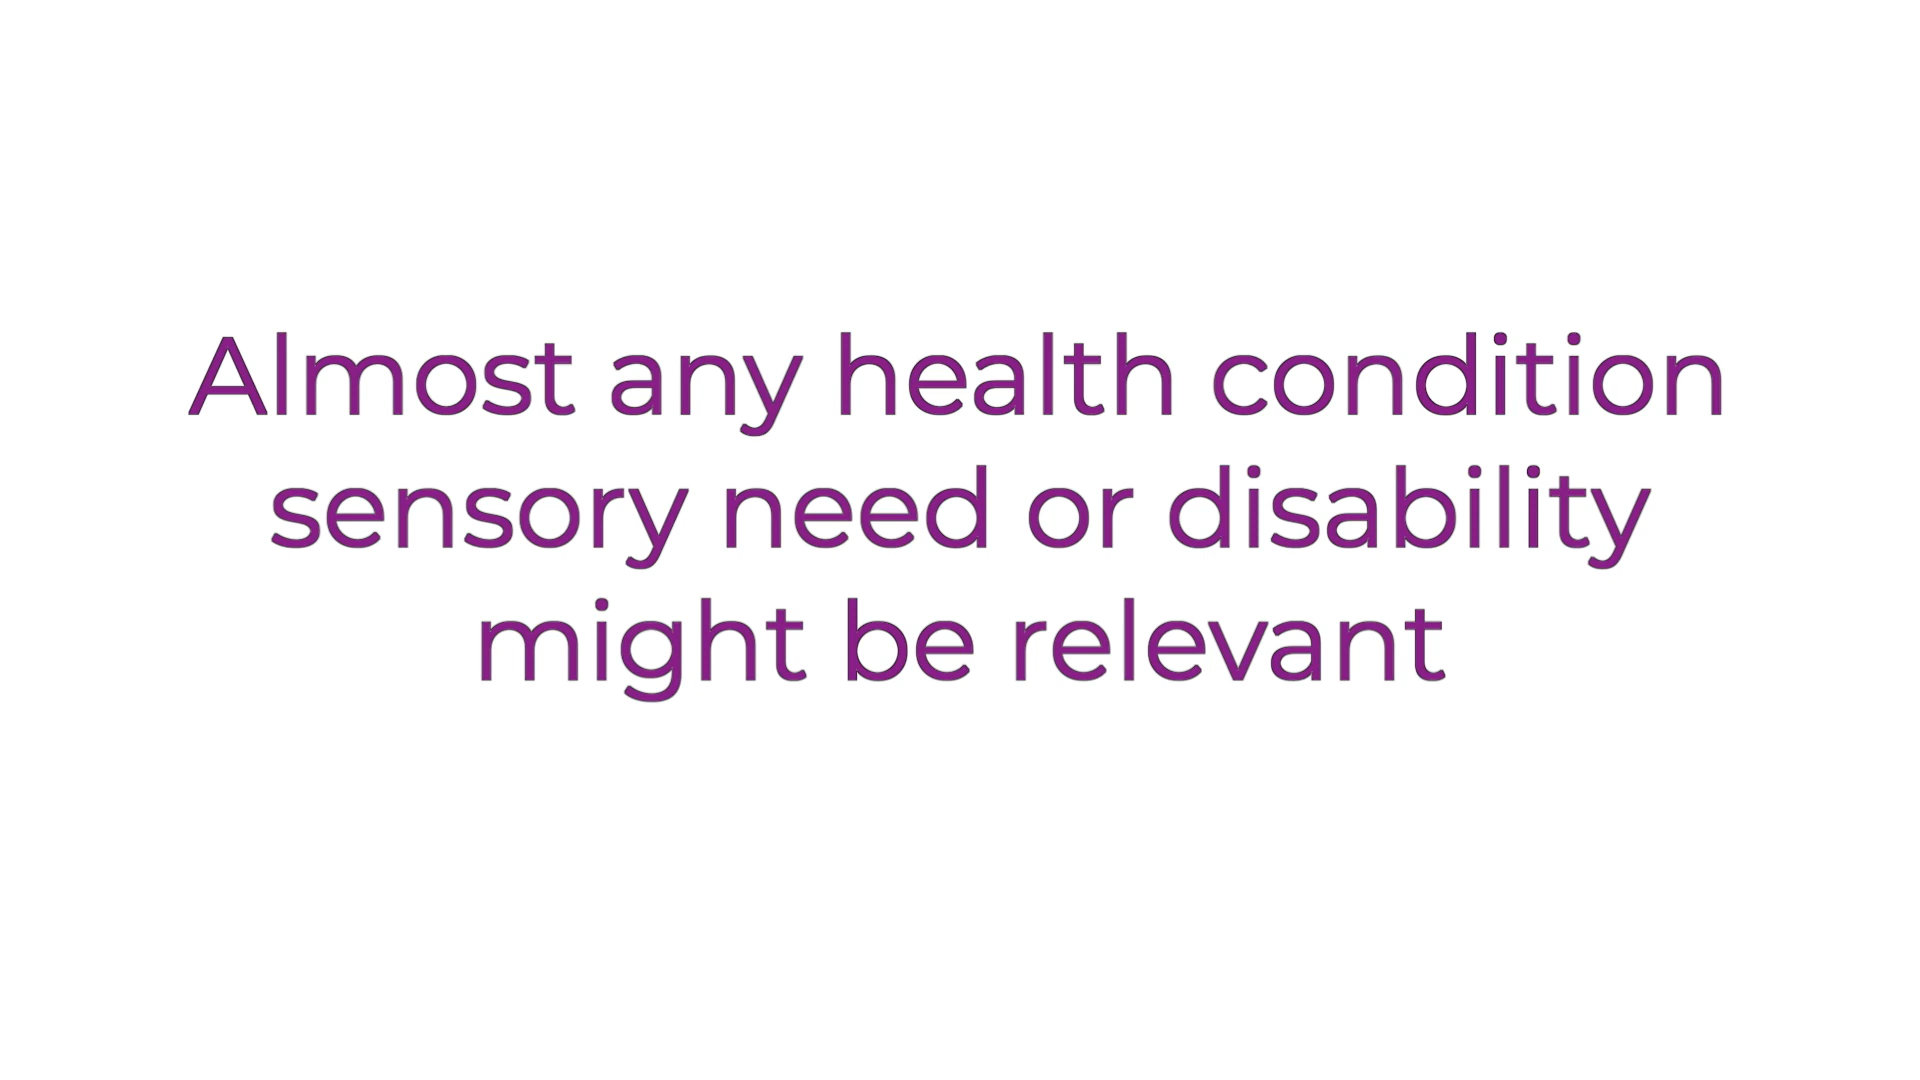 Almost any health condition
sensory need or disability
might be relevant